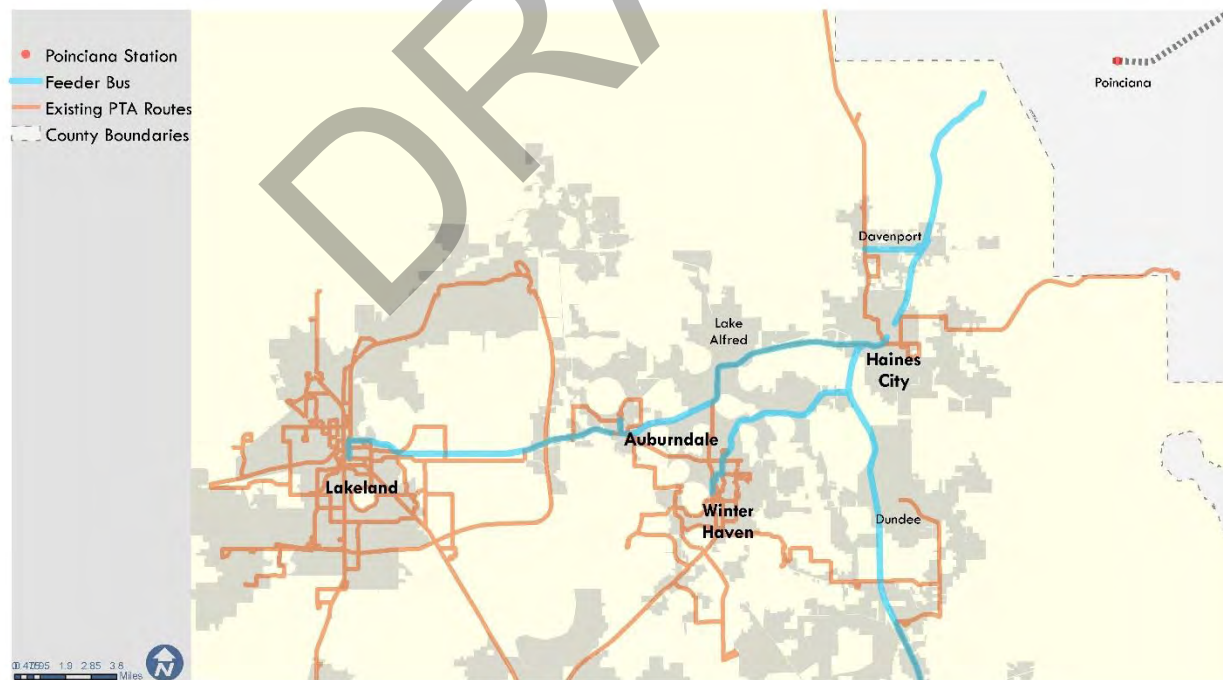 DRA
Poinciana Station
Feeder Bus
Existing PTA Routes
County Boundaries
Poinciana
Davenport
Lake
Alfred
Haines
City
Auburndale
Lakeland
Winter
Haven
Dundee
1.9 2.85 3.8
Miles
N